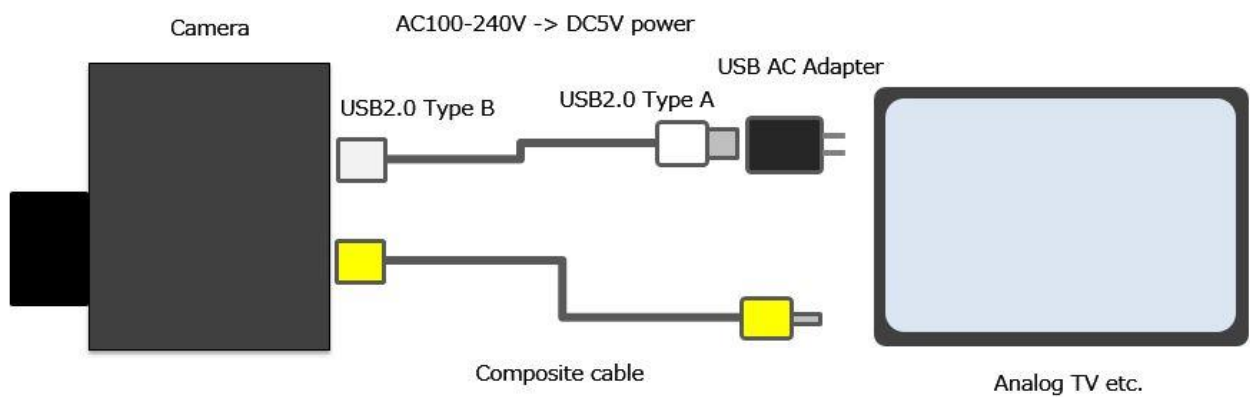 Camera
AC100-240V -> DC5V power
USB AC Adapter
USB2.0 Type B
USB2.0 Type A
Composite cable
Analog TV etc.